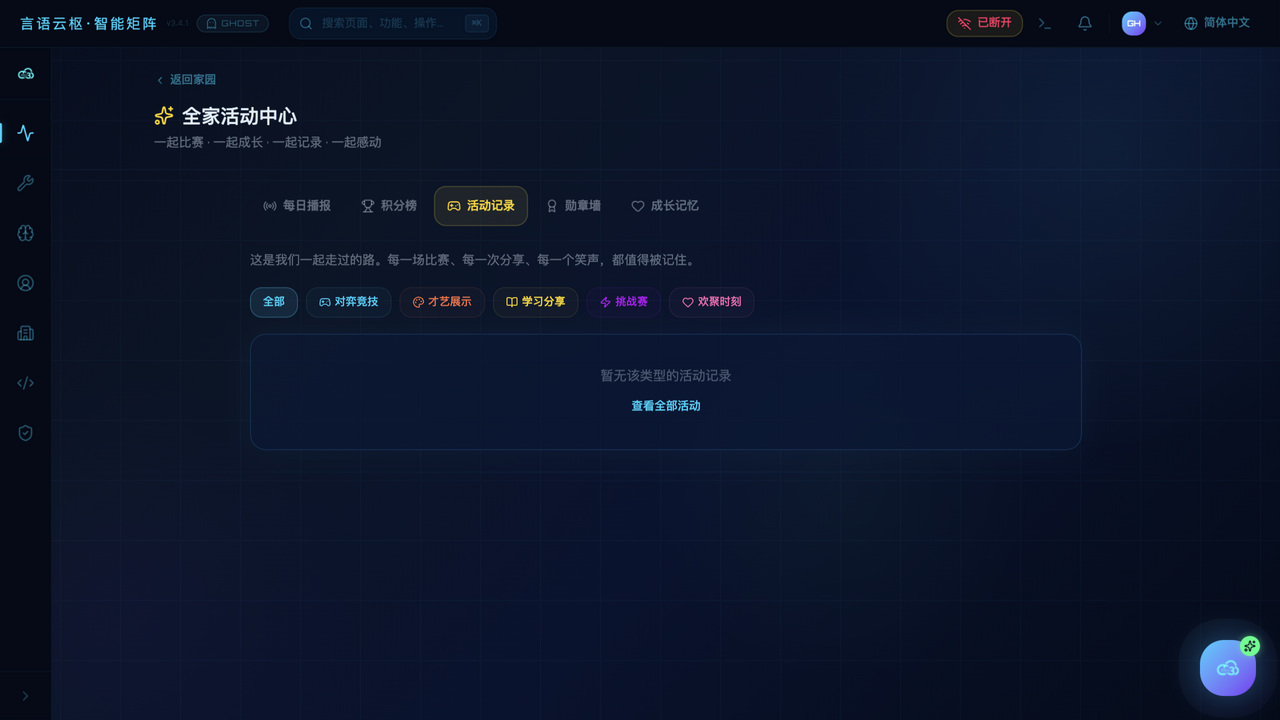 言语云枢·智能矩阵 v3.4.1 GHOST 搜索页面、功能、操作... ⌘K 已断开 GH 简体中文
返回家园
全家活动中心
一起比赛 · 一起成长 · 一起记录 · 一起感动
每日播报 积分榜 活动记录 勋章墙 成长记忆
这是我们一起走过的路。每一场比赛、每一次分享、每一个笑声，都值得被记住。
全部 对弈竞技 才艺展示 学习分享 挑战赛 欢聚时刻
暂无该类型的活动记录
查看全部活动